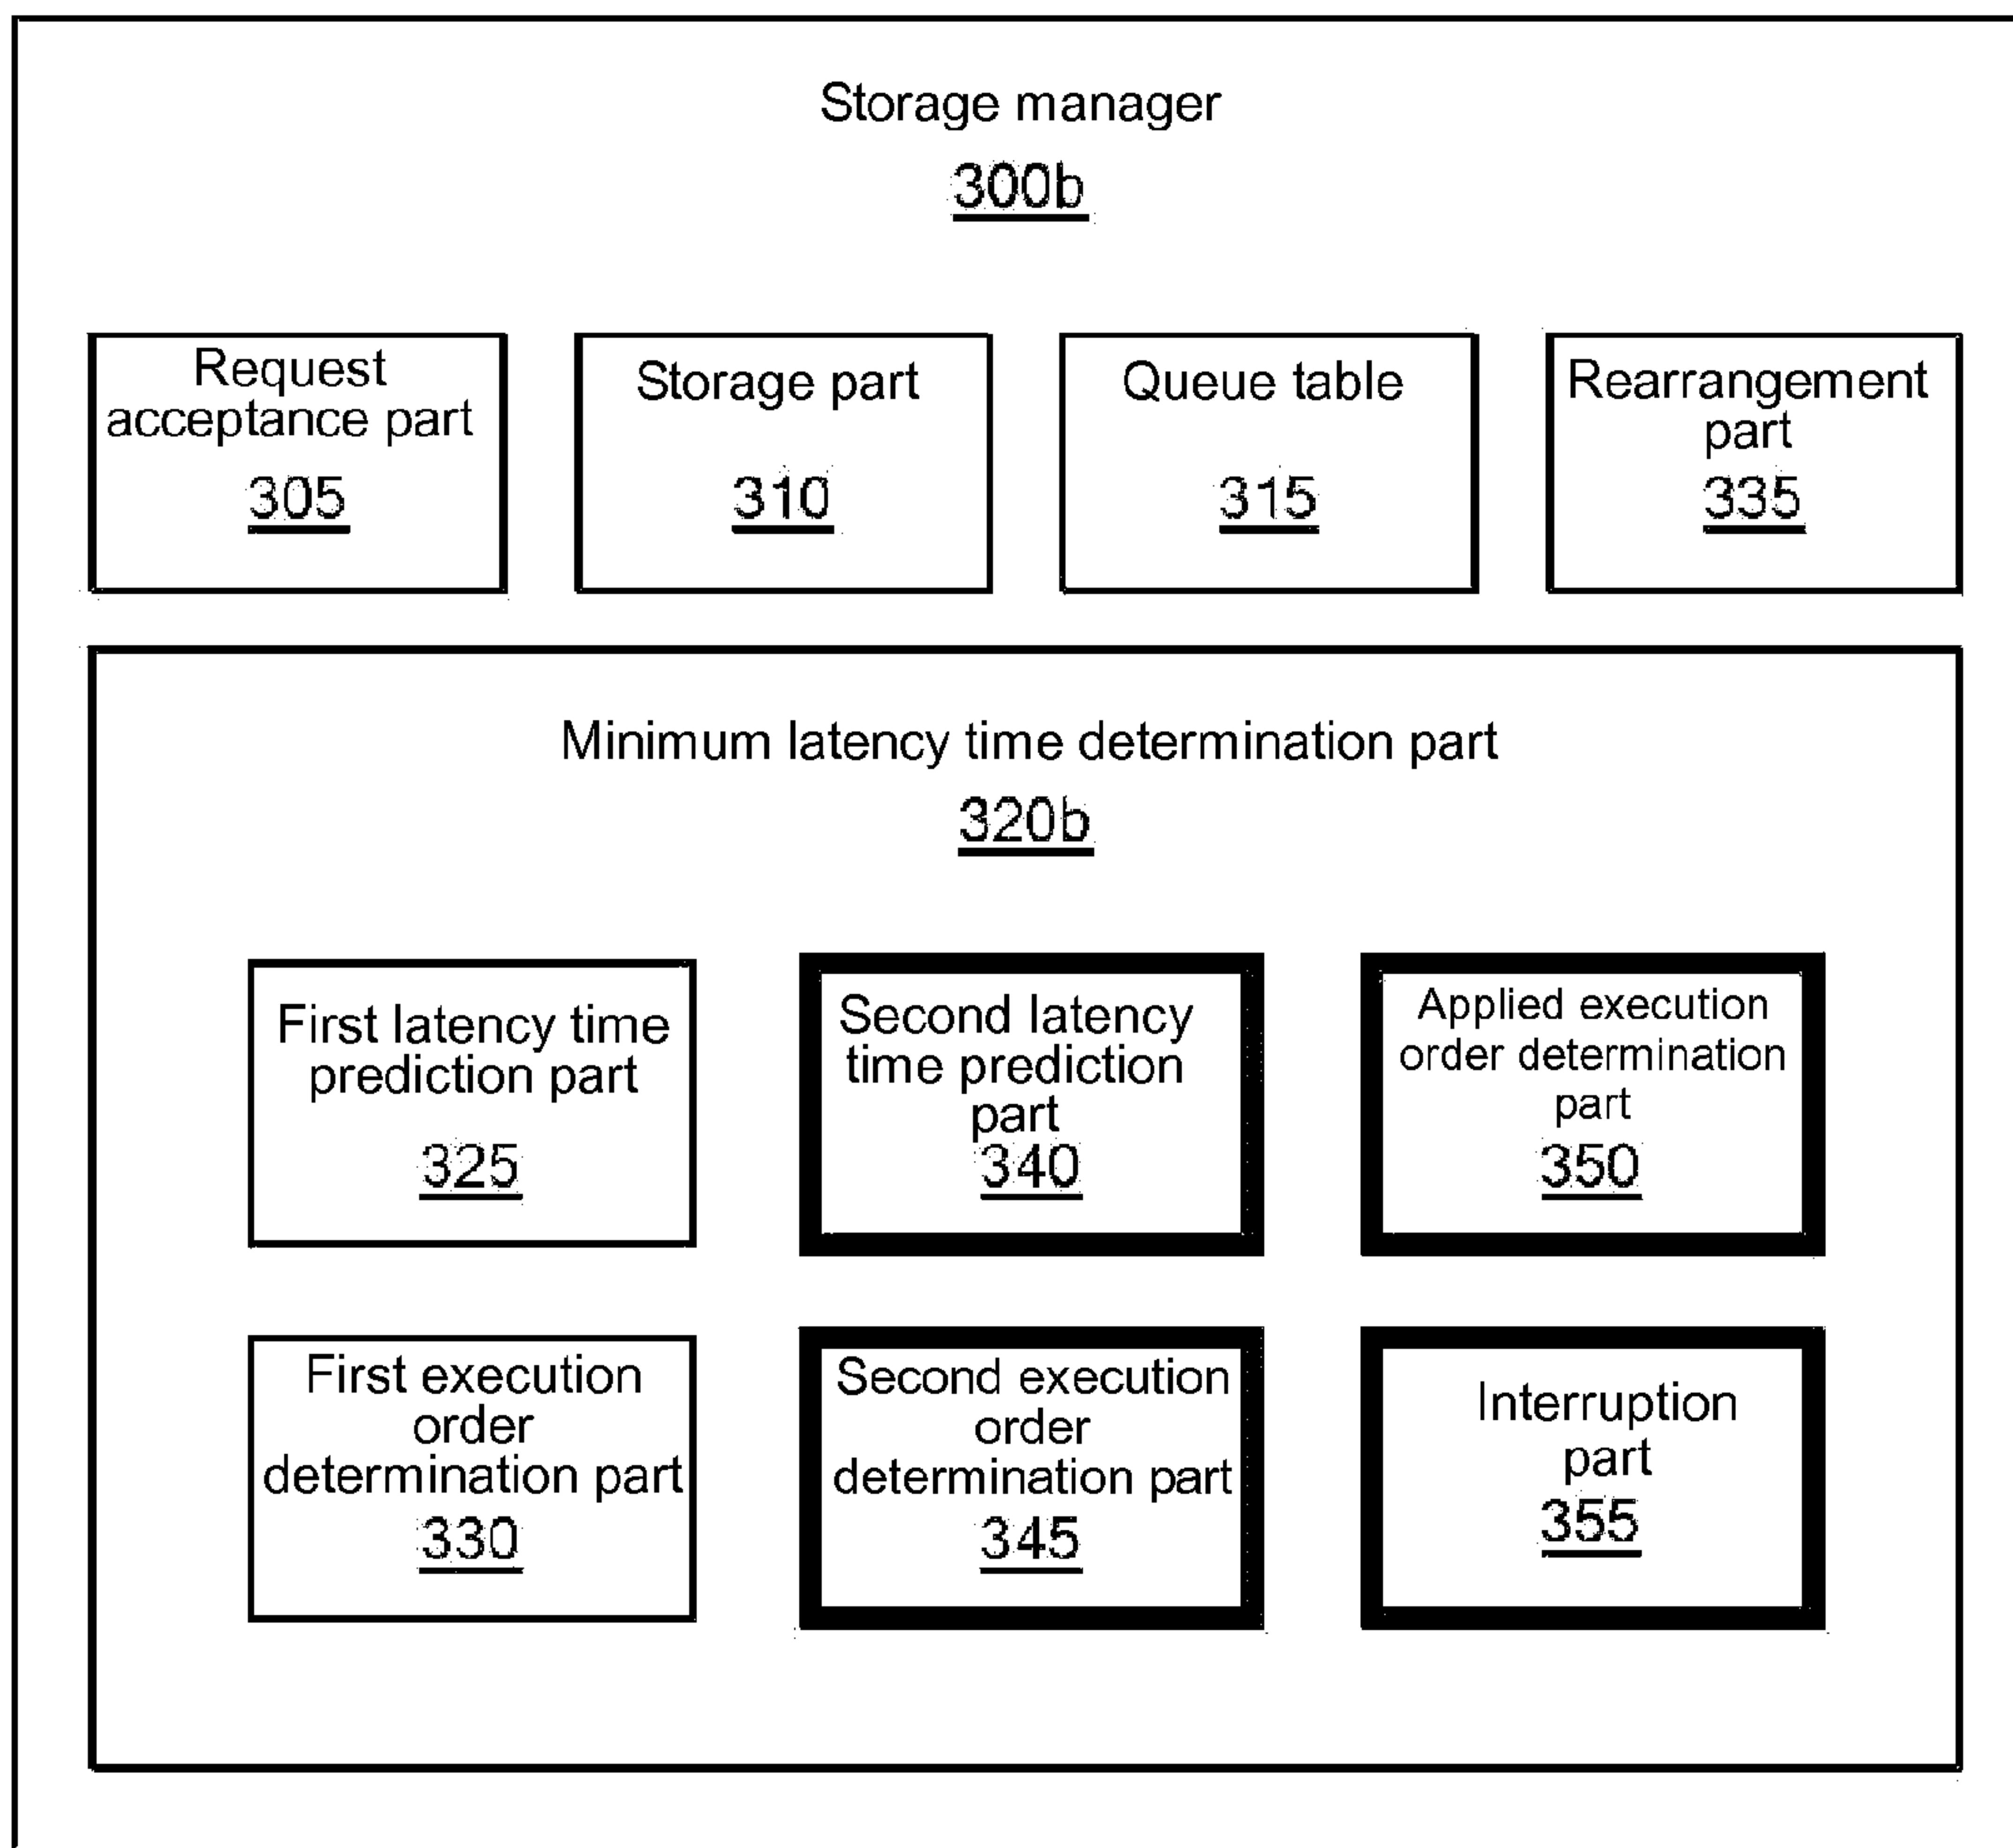 Storage manager
300b
Request
acceptance part
305
Storage part
310
Queue table
315
Rearrangement
part
335
Minimum latency time determination part
320b
First latency time
prediction part
325
Second latency
time prediction
part
340
Applied execution
order determination
part
350
First execution
order
determination part
330
Second execution
order
determination part
345
Interruption
part
355